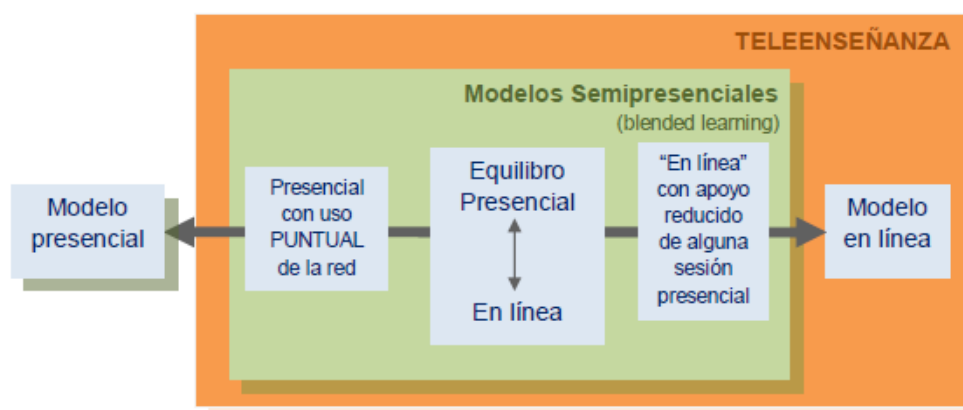 TELEENSEÑANZA
Modelos Semipresenciales
(blended learning)
Modelo
presencial
Presencial
con uso
PUNTUAL
de la red
Equilibro
Presencial
En línea
“En línea”
con apoyo
reducido
de alguna
sesión
presencial
Modelo
en línea